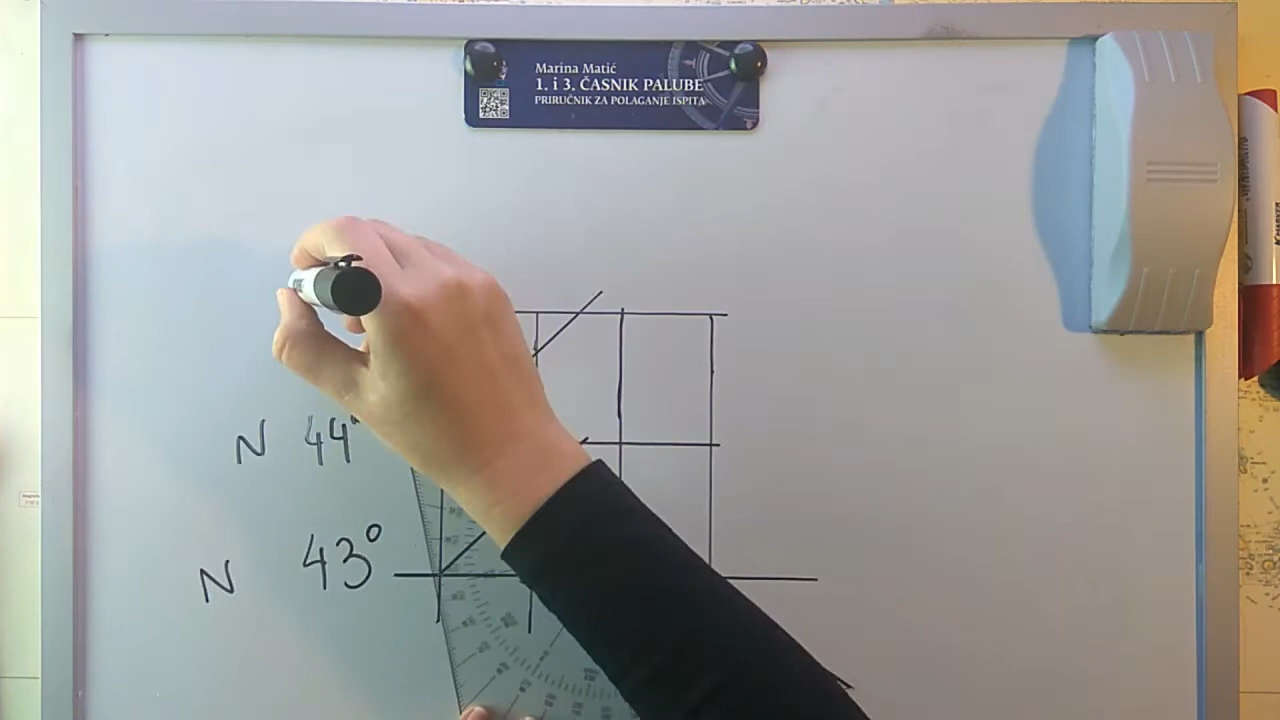 Marina Matić
1. i 3. ČASNIK PALUBE
PRIRUČNIK ZA POLAGANJE ISPITA
N 44°
N 43°